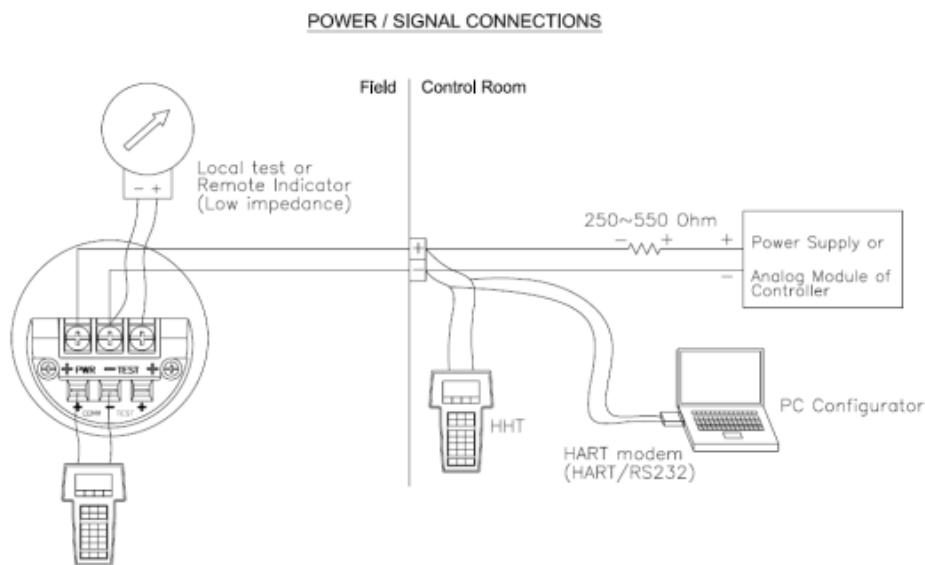 POWER / SIGNAL CONNECTIONS
Field
Control Room
Local test or
Remote Indicator
(Low impedance)
- +
250~550 Ohm
- +
+
-
+
-
Power Supply or
Analog Module of
Controller
+ PWR - TEST +
+ COMM - TEST +
HHT
HART modem
(HART/RS232)
PC Configurator